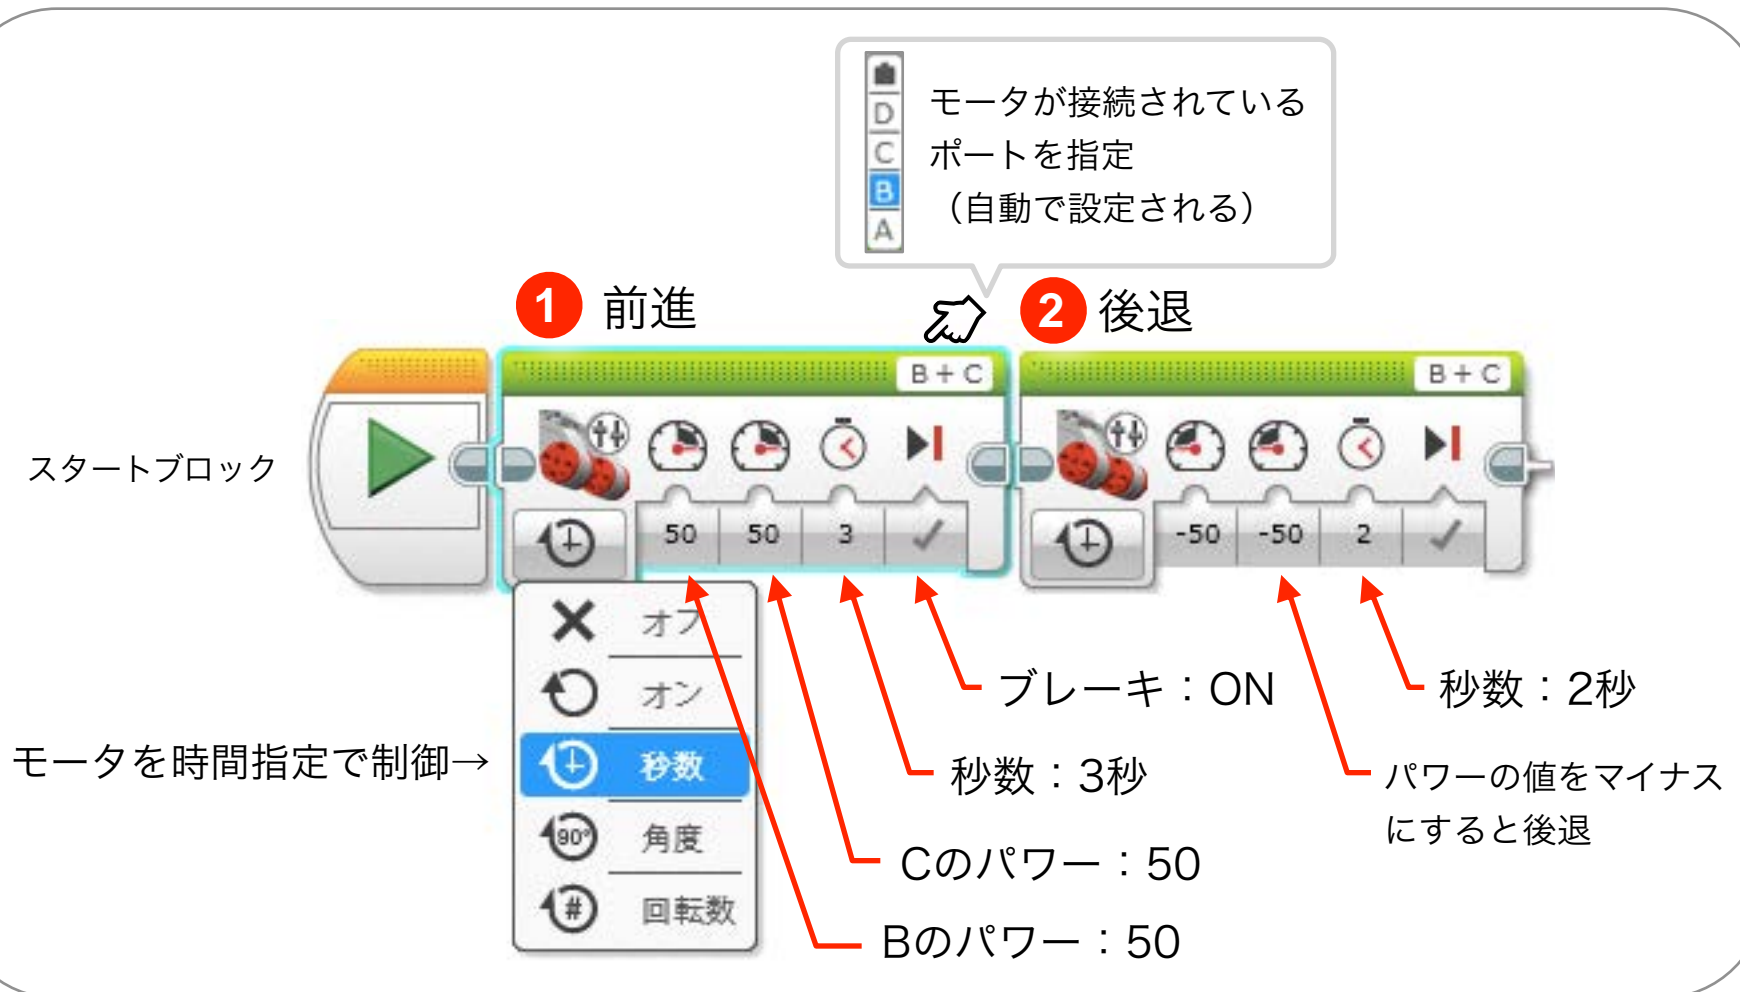 D
C
B
A
モータが接続されている
ポートを指定
（自動で設定される）
1 前進
2 後退
B + C
B + C
スタートブロック
50 50 3
-50 -50 2
オフ
オン
秒数
90° 角度
# 回転数
モータを時間指定で制御→
ブレーキ：ON
秒数：3秒
Cのパワー：50
Bのパワー：50
秒数：2秒
パワーの値をマイナス
にすると後退